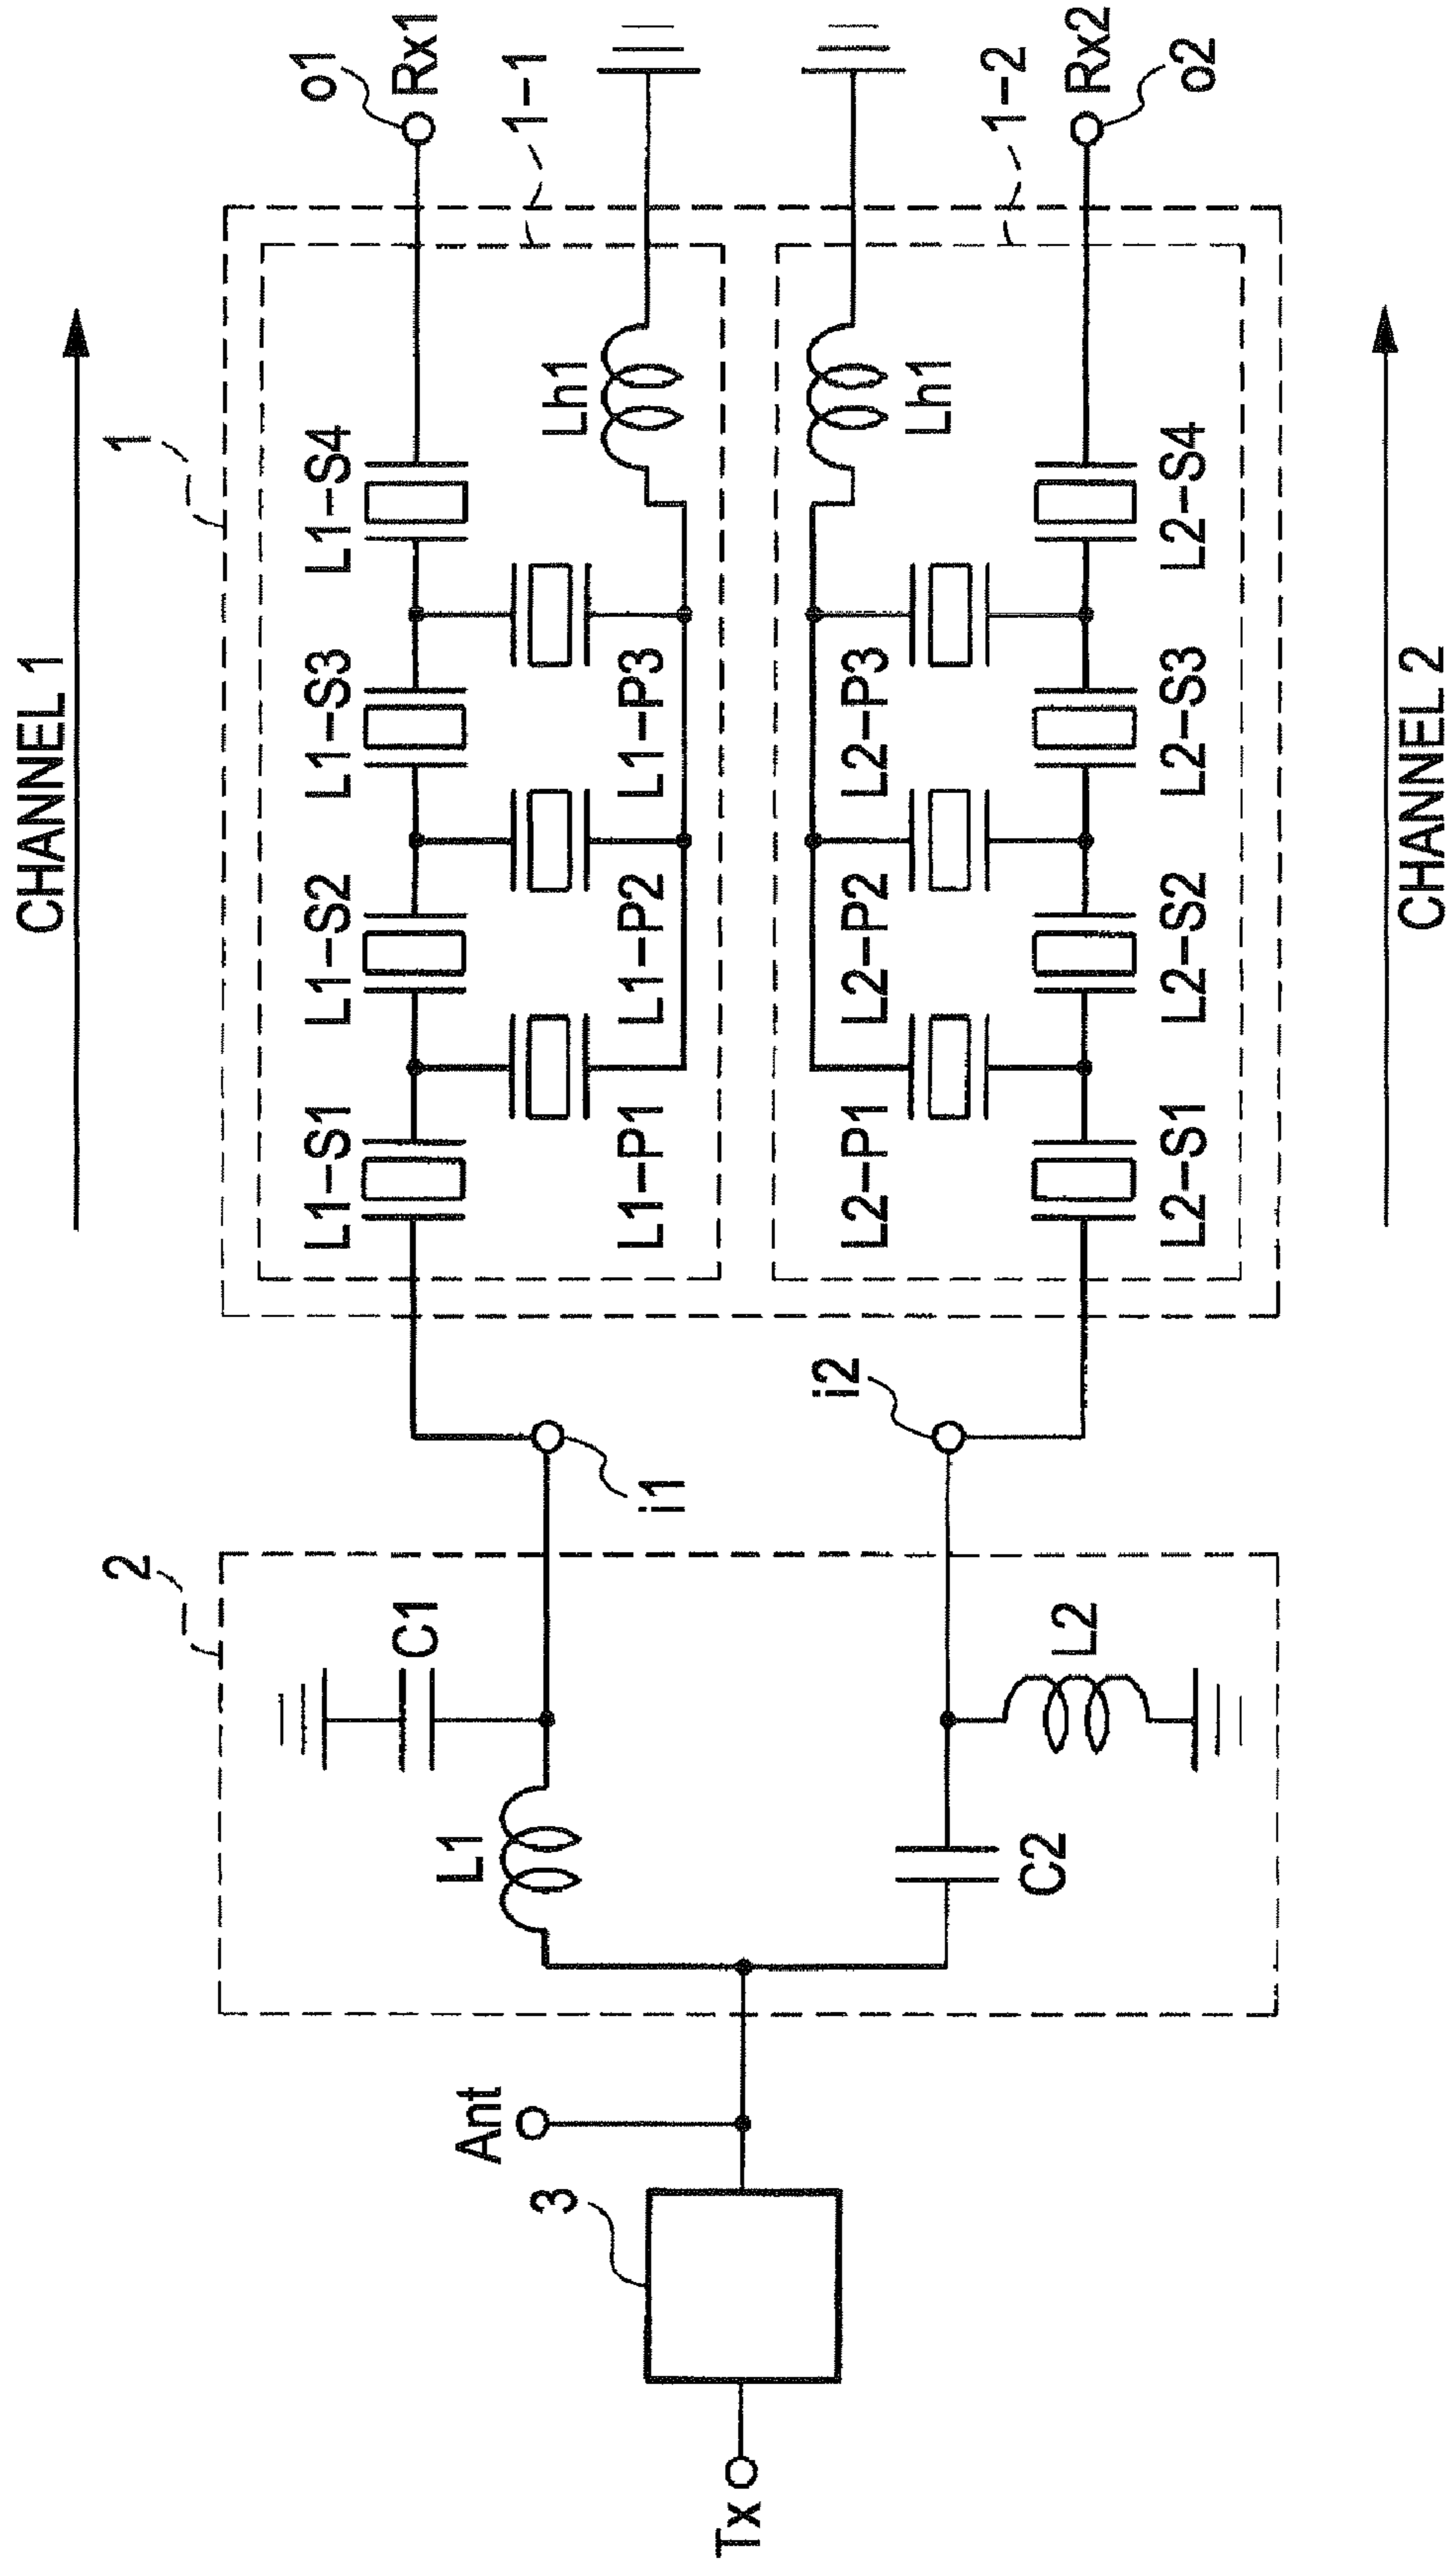 CHANNEL 1
1
o1
Rx1
1-1
L1-S1
L1-S2
L1-S3
L1-S4
Lh1
L1-P1
L1-P2
L1-P3
2
C1
L1
i1
Ant
3
Tx
i2
C2
L2
L2-P1
L2-P2
L2-P3
Lh1
1-2
L2-S1
L2-S2
L2-S3
L2-S4
Rx2
o2
CHANNEL 2